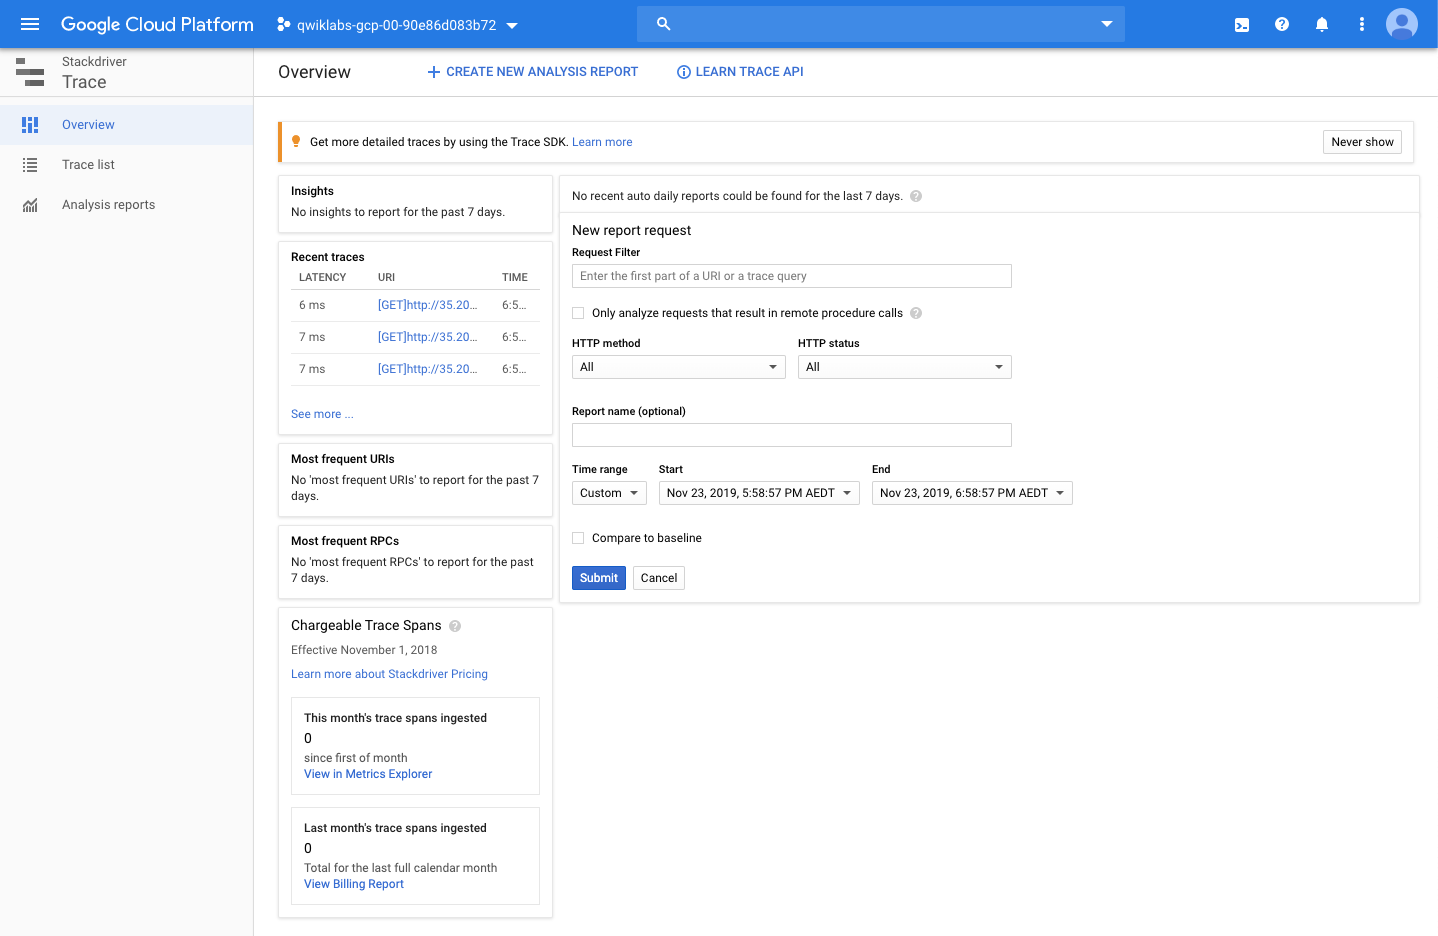 Google Cloud Platform
qwiklabs-gcp-00-90e86d083b72
Stackdriver
Trace
Overview
Trace list
Analysis reports
Overview
CREATE NEW ANALYSIS REPORT
LEARN TRACE API
Get more detailed traces by using the Trace SDK. Learn more
Never show
Insights
No insights to report for the past 7 days.
Recent traces
LATENCY URI TIME
6 ms [GET]http://35.20... 6:5...
7 ms [GET]http://35.20... 6:5...
7 ms [GET]http://35.20... 6:5...
See more ...
Most frequent URIs
No 'most frequent URIs' to report for the past 7
days.
Most frequent RPCs
No 'most frequent RPCs' to report for the past
7 days.
Chargeable Trace Spans
Effective November 1, 2018
Learn more about Stackdriver Pricing
This month's trace spans ingested
0
since first of month
View in Metrics Explorer
Last month's trace spans ingested
0
Total for the last full calendar month
View Billing Report
No recent auto daily reports could be found for the last 7 days.
New report request
Request Filter
Enter the first part of a URI or a trace query
Only analyze requests that result in remote procedure calls
HTTP method HTTP status
All All
Report name (optional)
Time range Start End
Custom Nov 23, 2019, 5:58:57 PM AEDT Nov 23, 2019, 6:58:57 PM AEDT
Compare to baseline
Submit Cancel